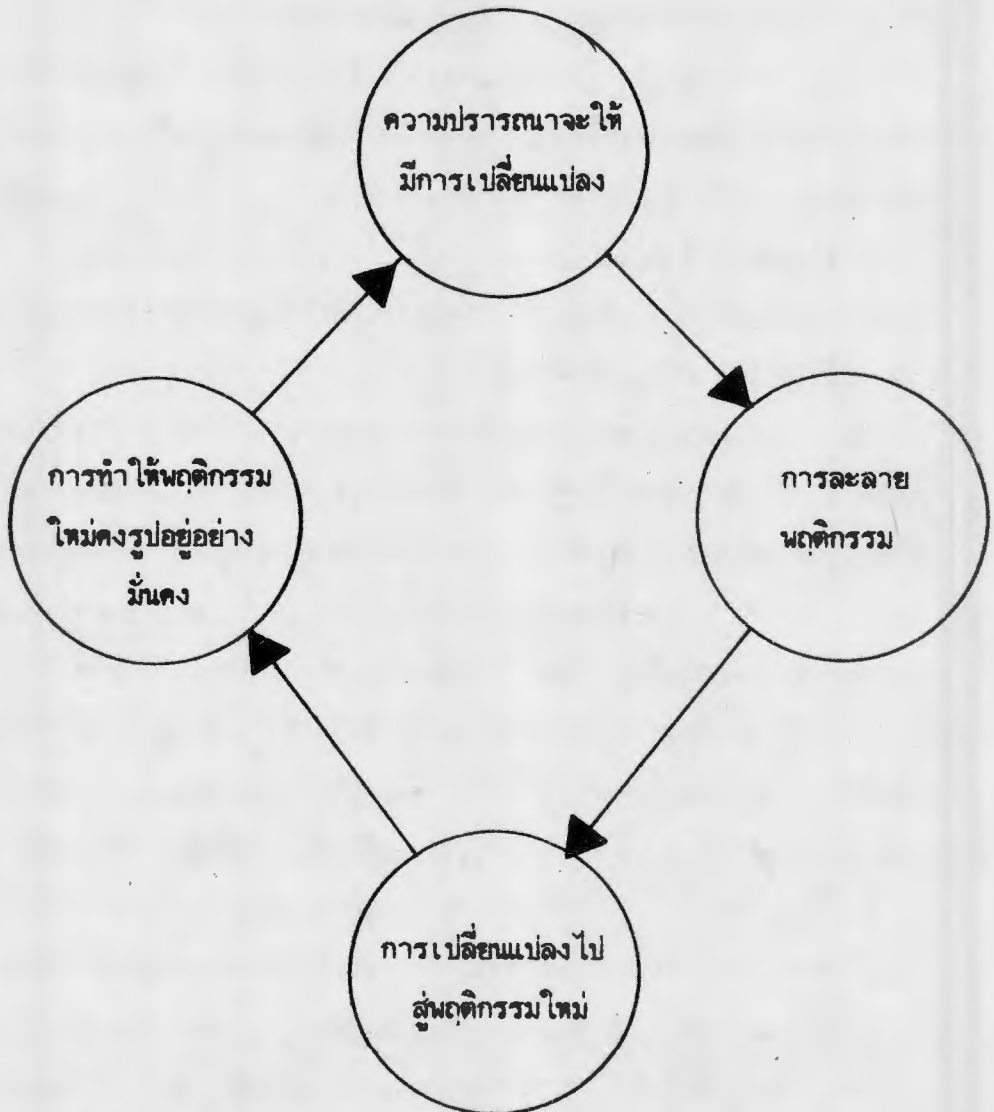 ความปรารถนาจะให้
มีการเปลี่ยนแปลง
การละลาย
พฤติกรรม
การเปลี่ยนแปลงไป
สู่พฤติกรรมใหม่
การทำให้พฤติกรรม
ใหม่คงรูปอยู่อย่าง
มั่นคง